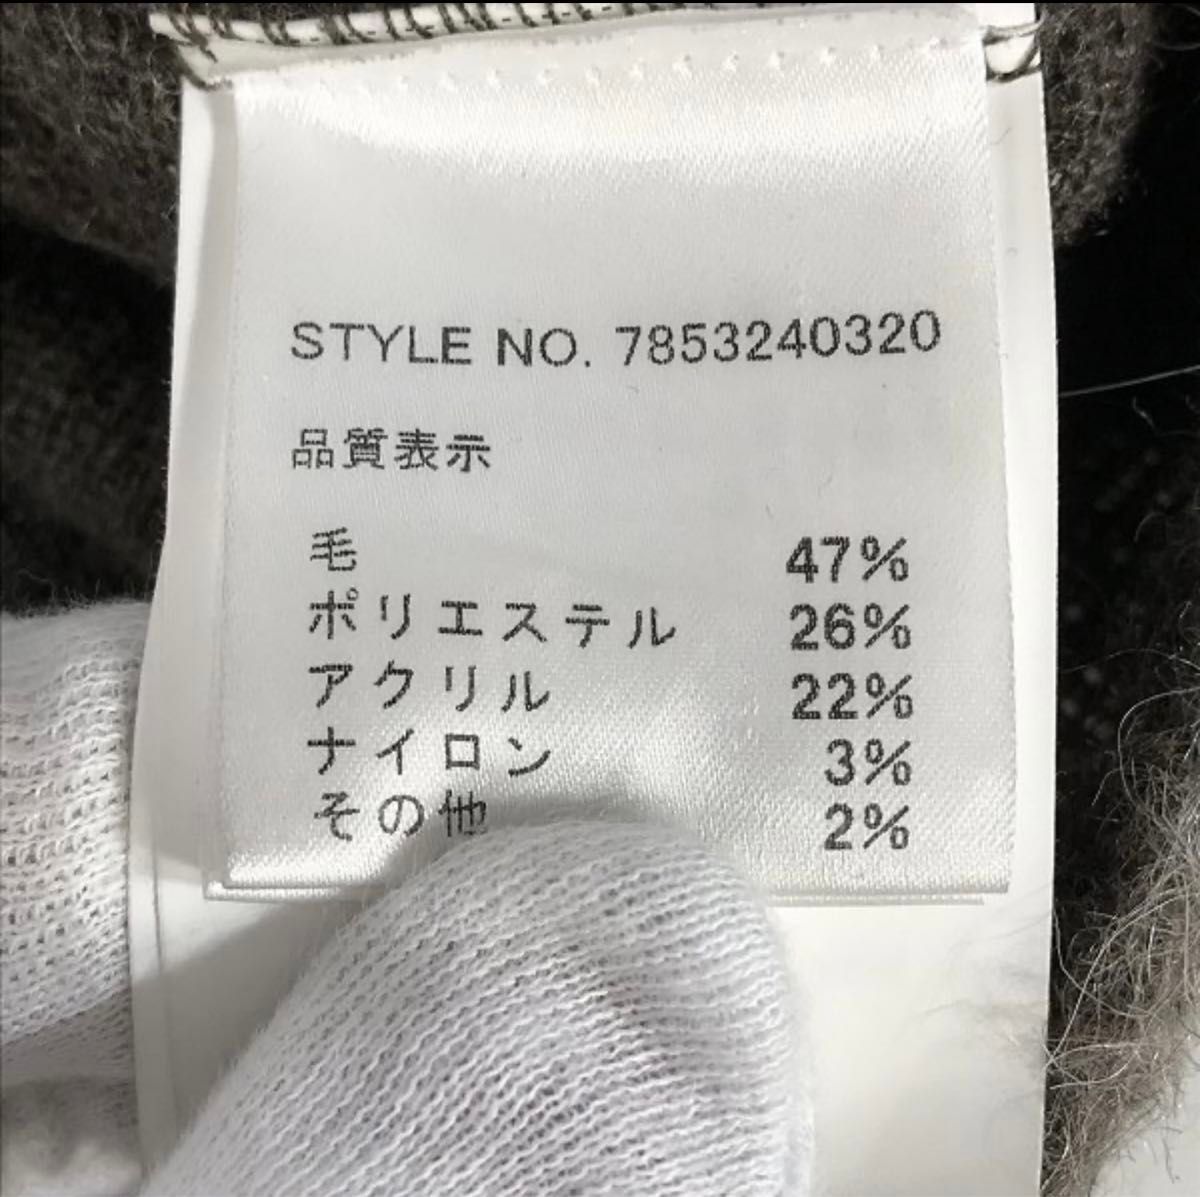 STYLE NO. 7853240320
品質表示
毛 47%
ポリエステル 26%
アクリル 22%
ナイロン 3%
その他 2%